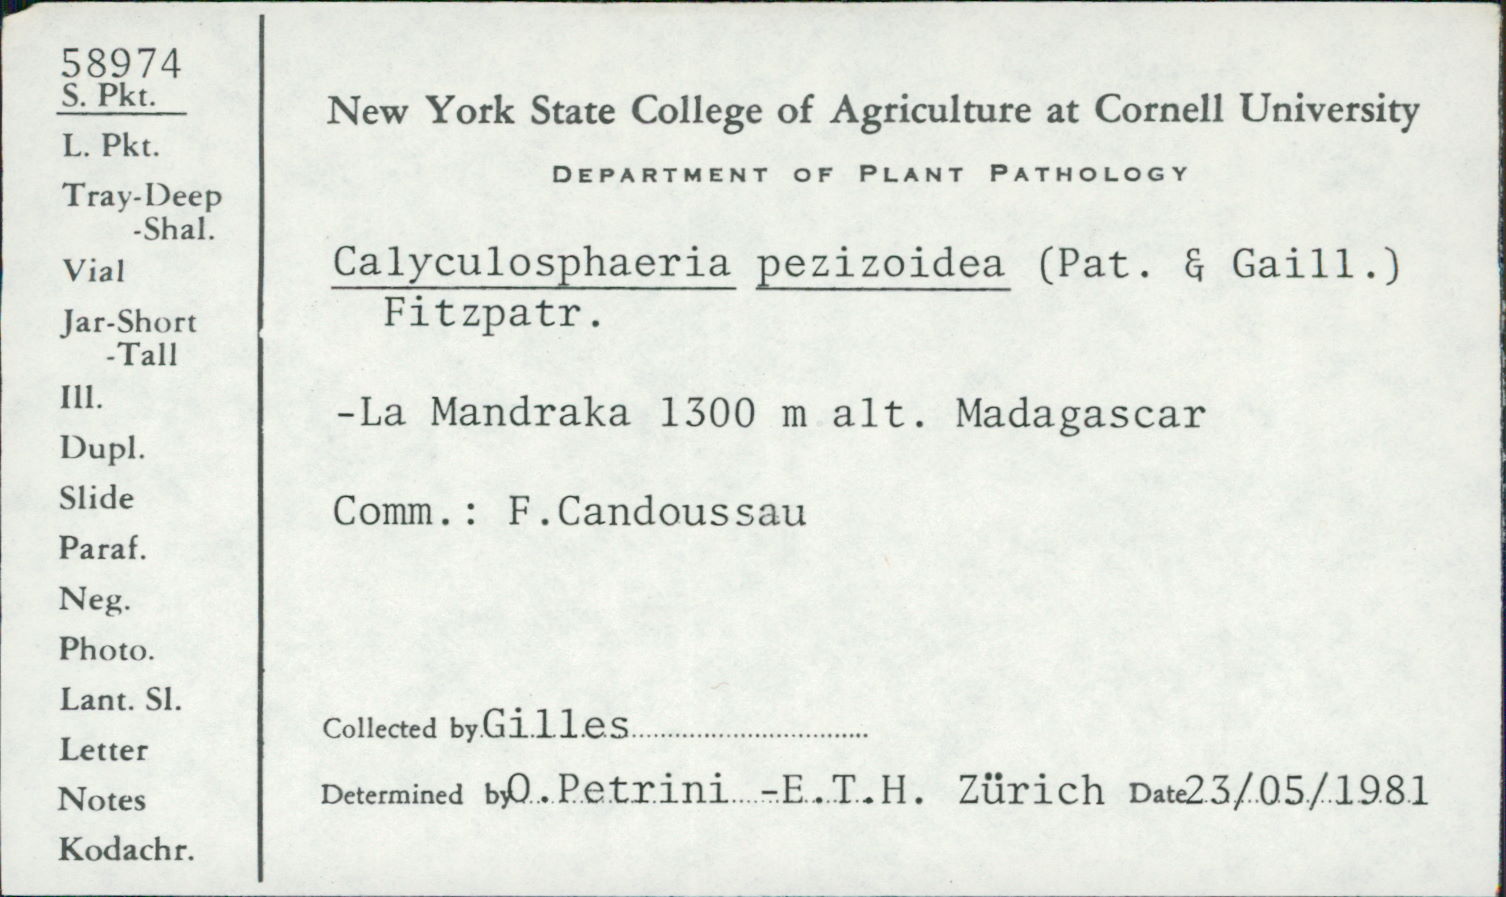 58974
S. Pkt.
L. Pkt.
Tray-Deep
-Shal.
Vial
Jar-Short
-Tall
Ill.
Dupl.
Slide
Paraf.
Neg.
Photo.
Lant. Sl.
Letter
Notes
Kodachr.
New York State College of Agriculture at Cornell University
DEPARTMENT OF PLANT PATHOLOGY
Calyculosphaeria pezizoidea (Pat. & Gaill.)
Fitzpatr.
-La Mandraka 1300 m alt. Madagascar
Comm.: F.Candoussau
Collected by Gilles
Determined by O.Petrini -E.T.H. Zürich Date 23/05/1981